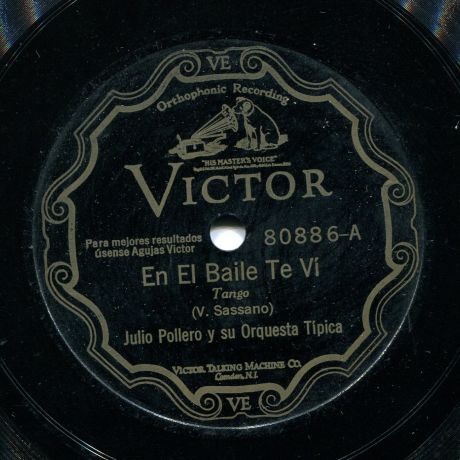 VE
Orthophonic Recording
"HIS MASTER'S VOICE"
VICTOR
Para mejores resultados
úsense Agujas Victor
80886-A
En El Baile Te Ví
Tango
(V. Sassano)
Julio Pollero y su Orquesta Típica
VICTOR TALKING MACHINE CO.
Camden, N.J.
VE